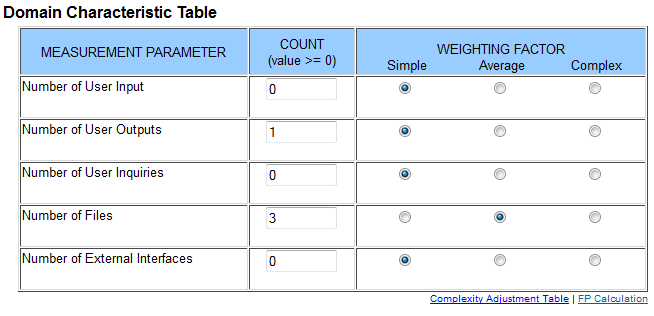 Domain Characteristic Table
MEASUREMENT PARAMETER
COUNT
(value >= 0)
WEIGHTING FACTOR
Simple Average Complex
Number of User Input 0
Number of User Outputs 1
Number of User Inquiries 0
Number of Files 3
Number of External Interfaces 0
Complexity Adjustment Table | FP Calculation